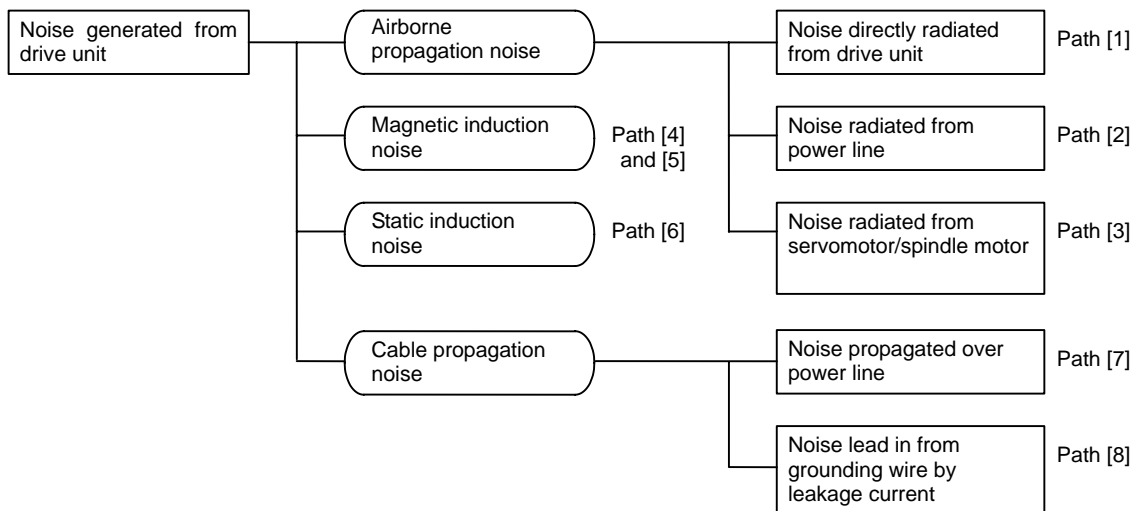 Noise generated from
drive unit
Airborne
propagation noise
Noise directly radiated
from drive unit
Path [1]
Magnetic induction
noise
Path [4]
and [5]
Noise radiated from
power line
Path [2]
Static induction
noise
Path [6]
Noise radiated from
servomotor/spindle motor
Path [3]
Cable propagation
noise
Noise propagated over
power line
Path [7]
Noise lead in from
grounding wire by
leakage current
Path [8]